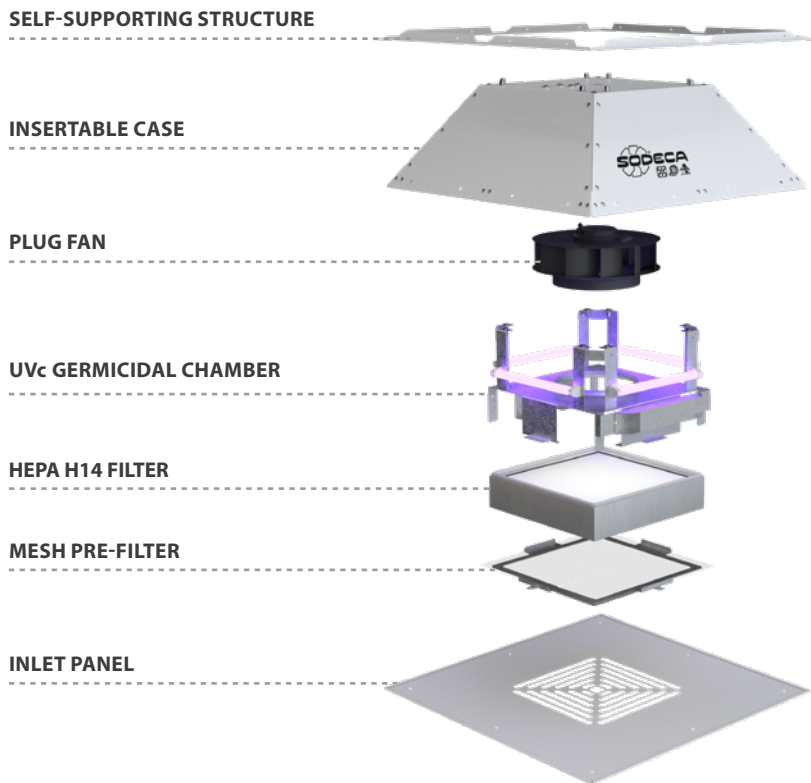 SELF-SUPPORTING STRUCTURE
INSERTABLE CASE
SODECA
PLUG FAN
UVc GERMICIDAL CHAMBER
HEPA H14 FILTER
MESH PRE-FILTER
INLET PANEL